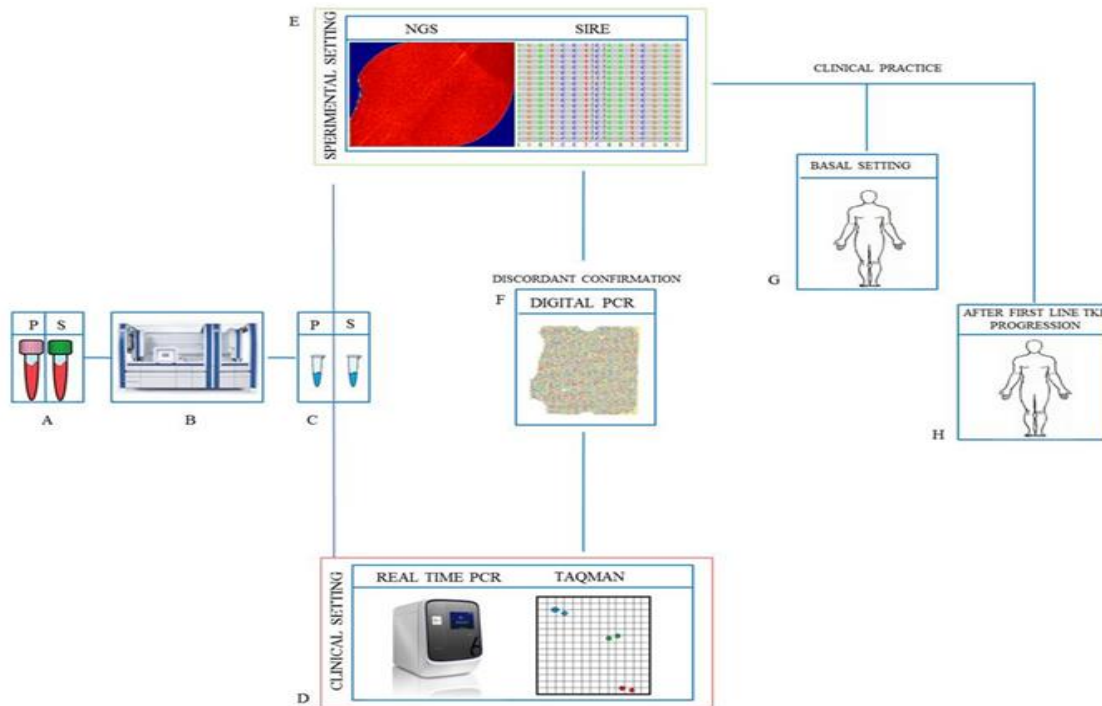 E
SPERIMENTAL SETTING
NGS SIRE
CLINICAL PRACTICE
BASAL SETTING
G
AFTER FIRST LINE TKI
PROGRESSION
H
DISCORDANT CONFIRMATION
F DIGITAL PCR
P S
A
B
P S
C
CLINICAL SETTING
REAL TIME PCR TAQMAN
D